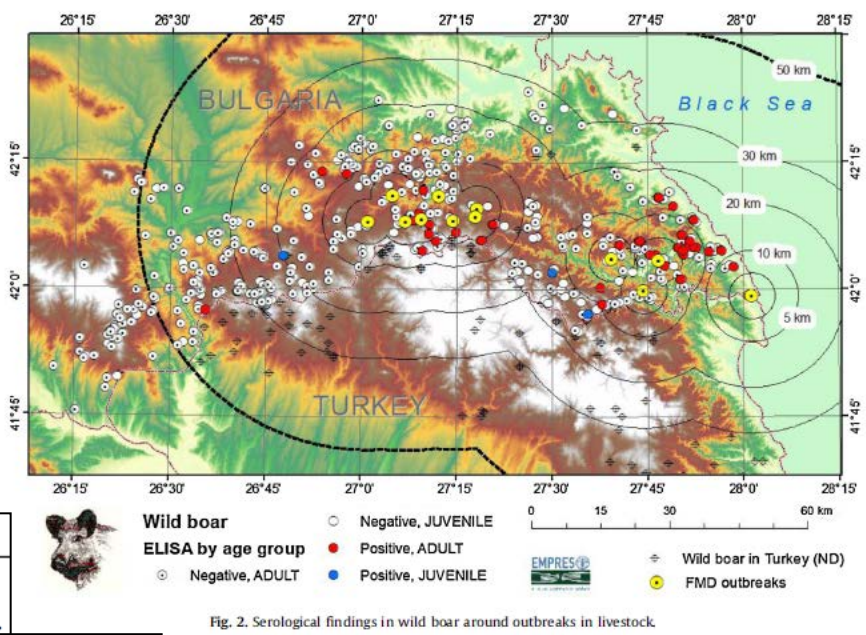 26°15' 26°30' 26°45' 27°0' 27°15' 27°30' 27°45' 28°0' 28°15'
50 km
BULGARIA
Black Sea
42°15' 42°15'
30 km
20 km
10 km
42°0' 42°0'
5 km
TURKEY
41°45' 41°45'
26°15' 26°30' 26°45' 27°0' 27°15' 27°30' 27°45' 28°0' 28°15'
Wild boar
ELISA by age group
Negative, ADULT
Negative, JUVENILE
Positive, ADULT
Positive, JUVENILE
0 15 30 60 km
EMPRES
Wild boar in Turkey (ND)
FMD outbreaks
Fig. 2. Serological findings in wild boar around outbreaks in livestock.